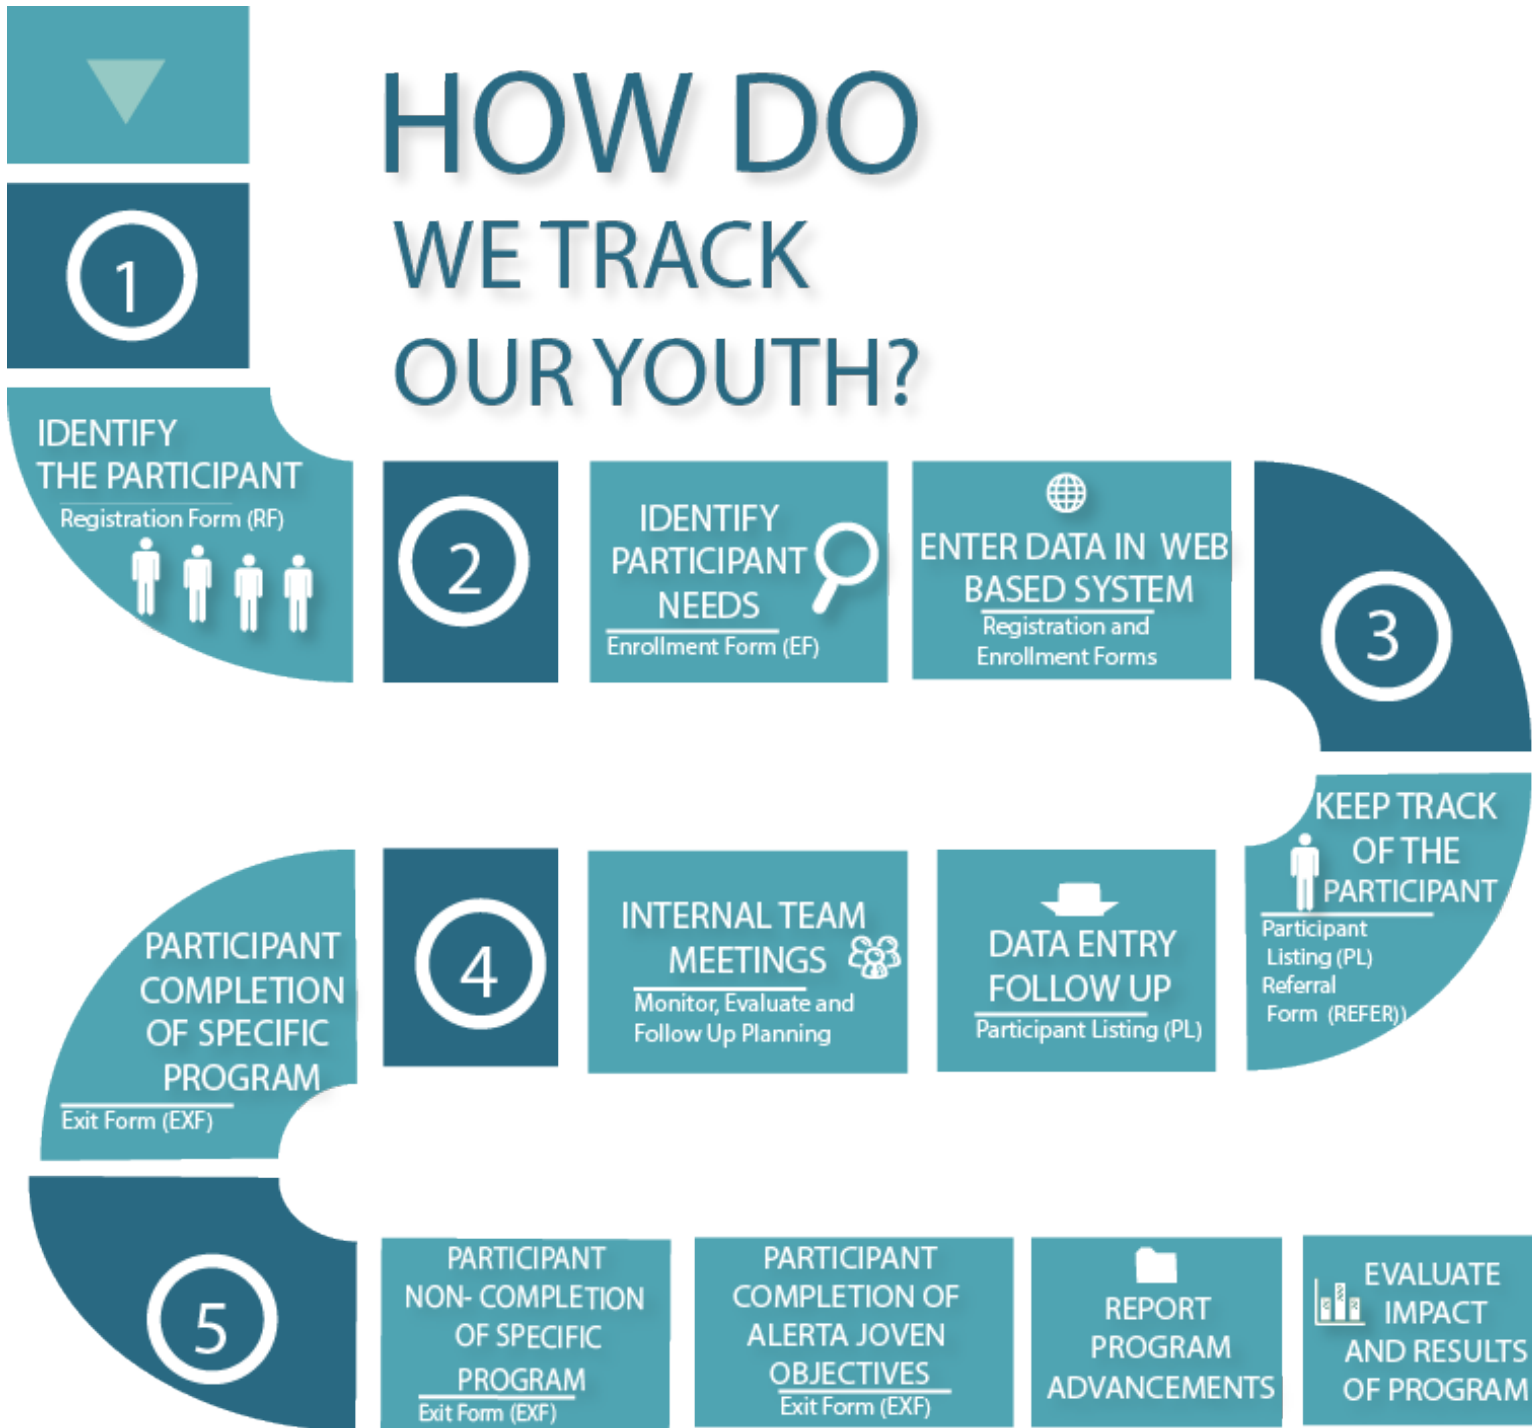 HOW DO
WE TRACK
OUR YOUTH?
1
IDENTIFY
THE PARTICIPANT
Registration Form (RF)
2
IDENTIFY
PARTICIPANT
NEEDS
Enrollment Form (EF)
ENTER DATA IN WEB
BASED SYSTEM
Registration and
Enrollment Forms
3
KEEP TRACK
OF THE
PARTICIPANT
Participant
Listing (PL)
Referral
Form (REFER))
DATA ENTRY
FOLLOW UP
Participant Listing (PL)
INTERNAL TEAM
MEETINGS
Monitor, Evaluate and
Follow Up Planning
4
PARTICIPANT
COMPLETION
OF SPECIFIC
PROGRAM
Exit Form (EXF)
5
PARTICIPANT
NON- COMPLETION
OF SPECIFIC
PROGRAM
Exit Form (EXF)
PARTICIPANT
COMPLETION OF
ALERTA JOVEN
OBJECTIVES
Exit Form (EXF)
REPORT
PROGRAM
ADVANCEMENTS
EVALUATE
IMPACT
AND RESULTS
OF PROGRAM